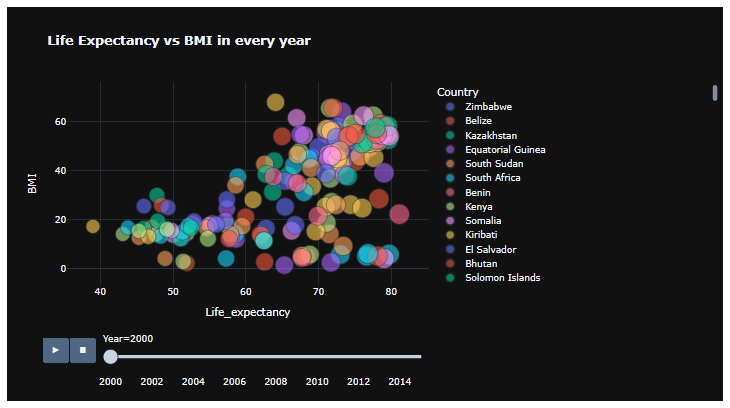 Life Expectancy vs BMI in every year
BMI
60
40
20
0
40 50 60 70 80
Life_expectancy
Country
Zimbabwe
Belize
Kazakhstan
Equatorial Guinea
South Sudan
South Africa
Benin
Kenya
Somalia
Kiribati
El Salvador
Bhutan
Solomon Islands
Year=2000
2000 2002 2004 2006 2008 2010 2012 2014